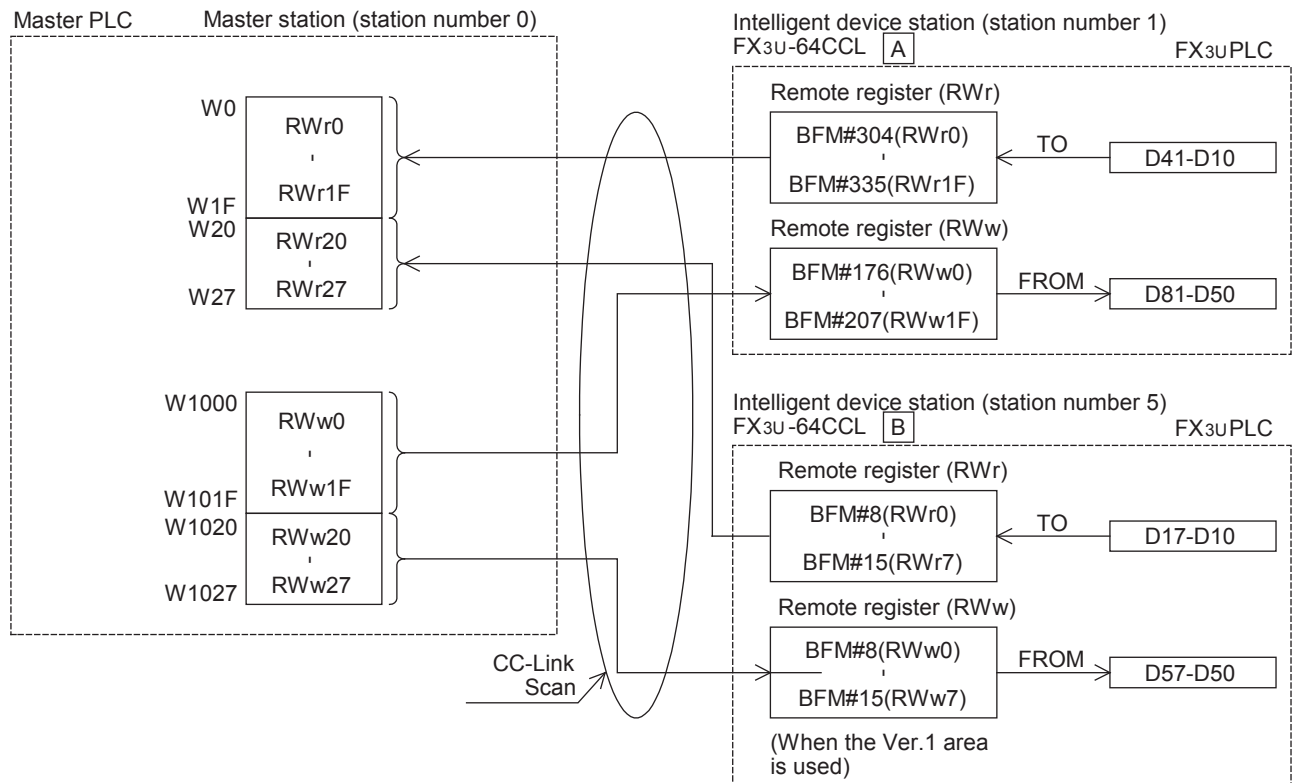 Master PLC
Master station (station number 0)
W0
RWr0
RWr1F
W1F
W20
RWr20
RWr27
W27
W1000
RWw0
RWw1F
W101F
W1020
RWw20
RWw27
W1027
CC-Link
Scan
Intelligent device station (station number 1)
FX3U-64CCL A FX3UPLC
Remote register (RWr)
BFM#304(RWr0)
BFM#335(RWr1F)
TO
D41-D10
Remote register (RWw)
BFM#176(RWw0)
BFM#207(RWw1F)
FROM
D81-D50
Intelligent device station (station number 5)
FX3U-64CCL B FX3UPLC
Remote register (RWr)
BFM#8(RWr0)
BFM#15(RWr7)
TO
D17-D10
Remote register (RWw)
BFM#8(RWw0)
BFM#15(RWw7)
FROM
D57-D50
(When the Ver.1 area
is used)